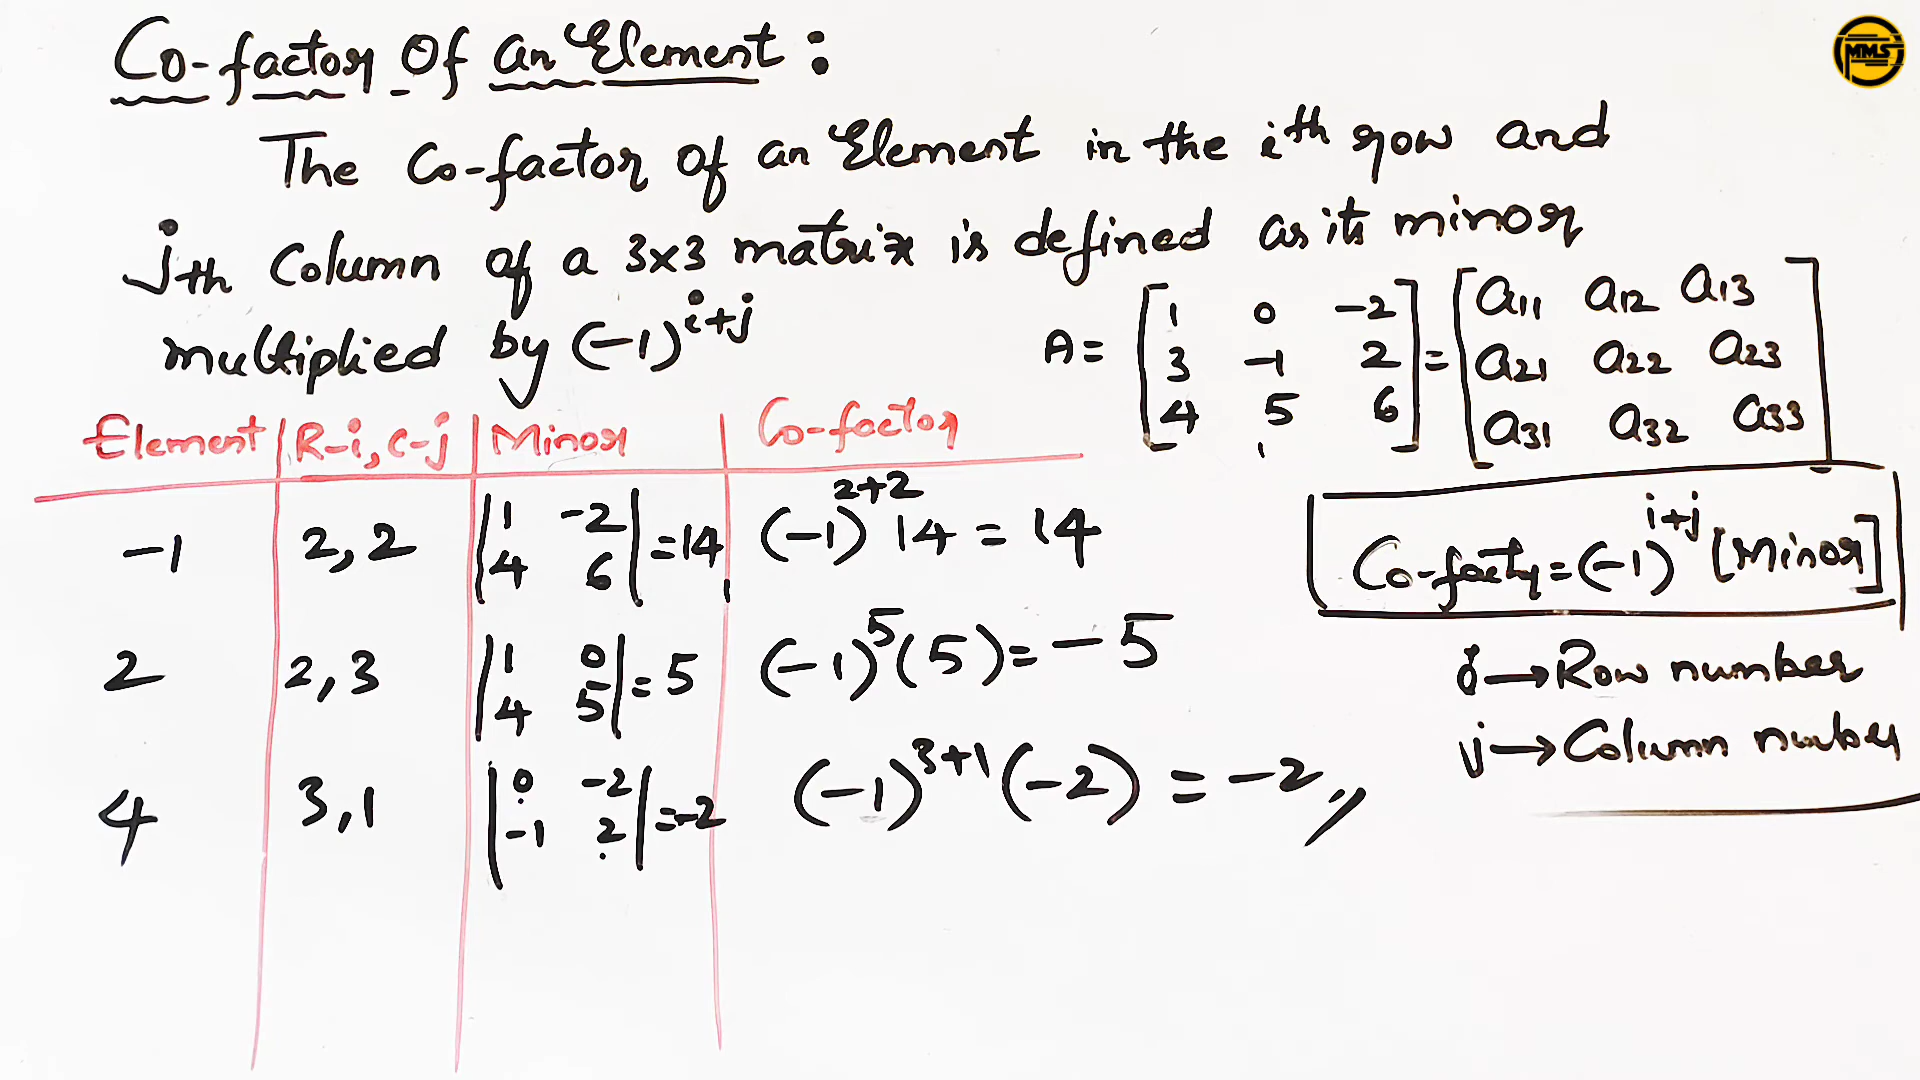 Co-factor Of an Element :
The Co-factor of an Element in the ith row and
jth Column of a 3x3 matrix is defined as its minor
multiplied by (-1)^i+j
A = [1 0 -2 = [a11 a12 a13
3 -1 2 a21 a22 a23
4 5 6] a31 a32 a33]
Element R-i, c-j Minor Co-factor
-1 2, 2 |1 -2 4 6| = 14 (-1)^2+2 14 = 14
2 2, 3 |1 0 4 5| = 5 (-1)^5 (5) = -5
4 3, 1 |0 -2 -1 2| = -2 (-1)^3+1 (-2) = -2
Co-factor = (-1)^i+j [Minor]
i → Row number
j → Column number
MMS